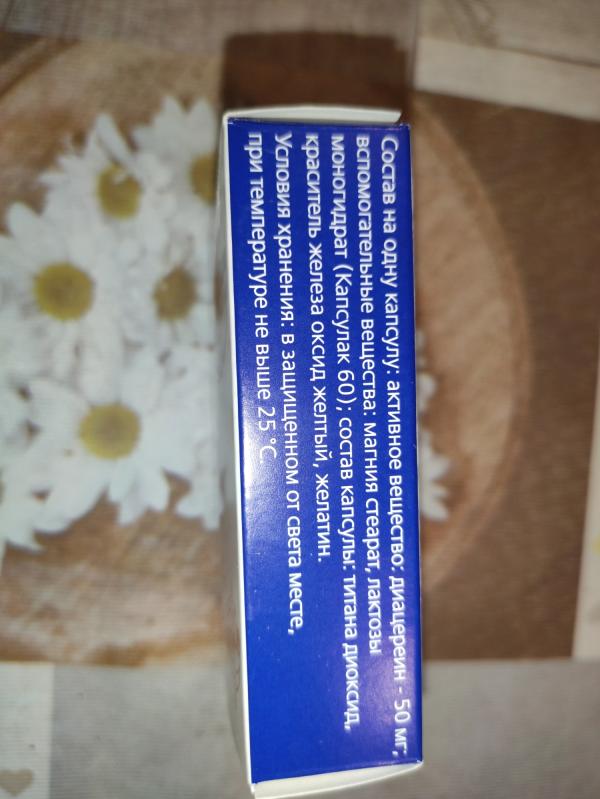 Состав на одну капсулу: активное вещество: диацереин - 50 мг;
вспомогательные вещества: магния стеарат, лактозы
моногидрат (Капсулак 60); состав капсулы: титана диоксид,
краситель железа оксид желтый, желатин.
Условия хранения: в защищенном от света месте,
при температуре не выше 25 °C.